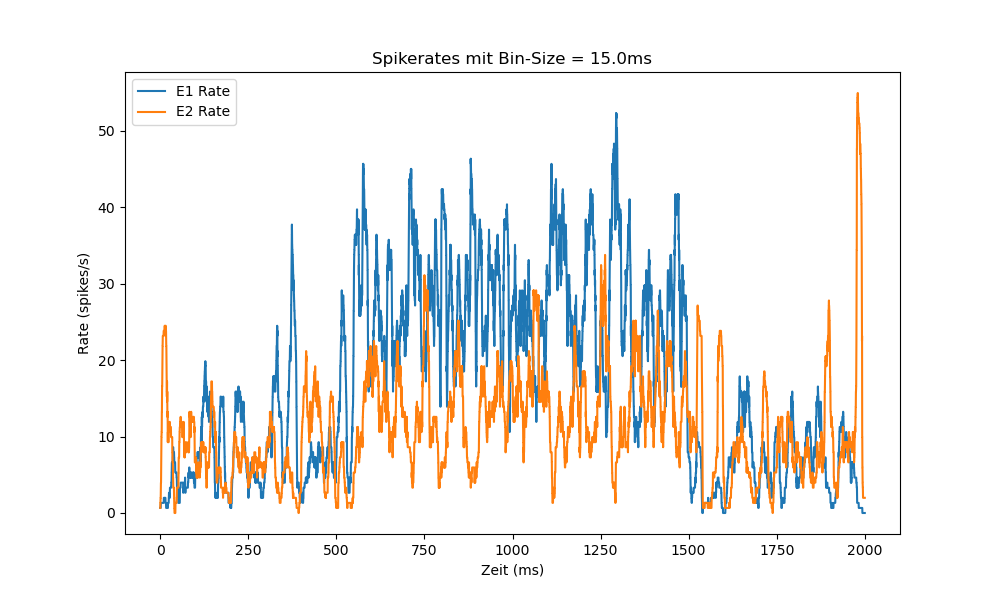 Spikerates mit Bin-Size = 15.0ms
E1 Rate
E2 Rate
Rate (spikes/s)
50
40
30
20
10
0
0 250 500 750 1000 1250 1500 1750 2000
Zeit (ms)